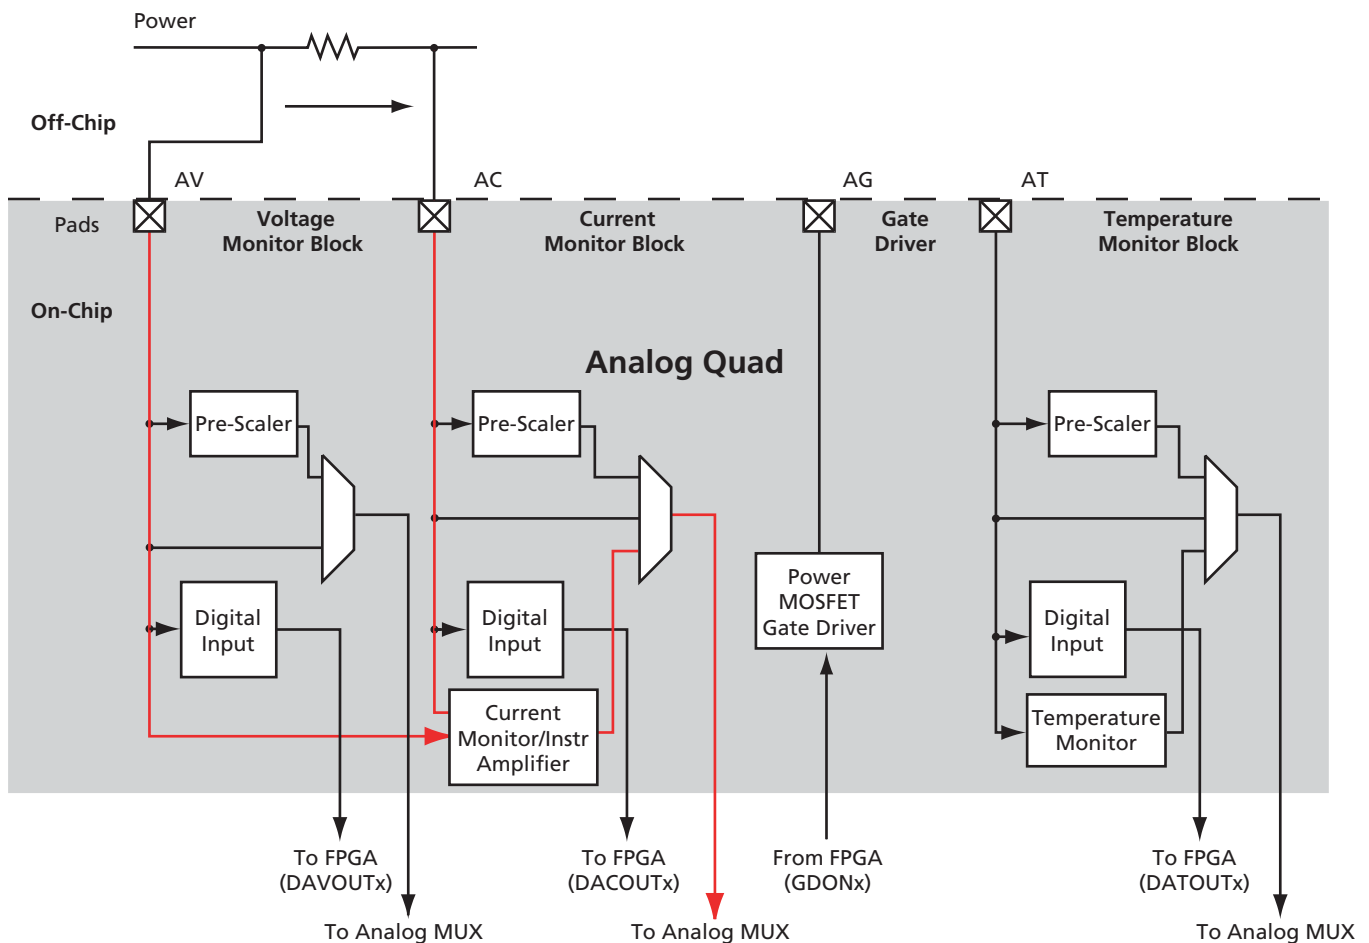 Power
Off-Chip
AV
AC
AG
AT
Pads
Voltage
Monitor Block
Current
Monitor Block
Gate
Driver
Temperature
Monitor Block
On-Chip
Analog Quad
Pre-Scaler
Pre-Scaler
Pre-Scaler
Power
MOSFET
Gate Driver
Digital
Input
Digital
Input
Digital
Input
Current
Monitor/Instr
Amplifier
Temperature
Monitor
To FPGA
(DAVOUTx)
To FPGA
(DACOUTx)
From FPGA
(GDONx)
To FPGA
(DATOUTx)
To Analog MUX
To Analog MUX
To Analog MUX